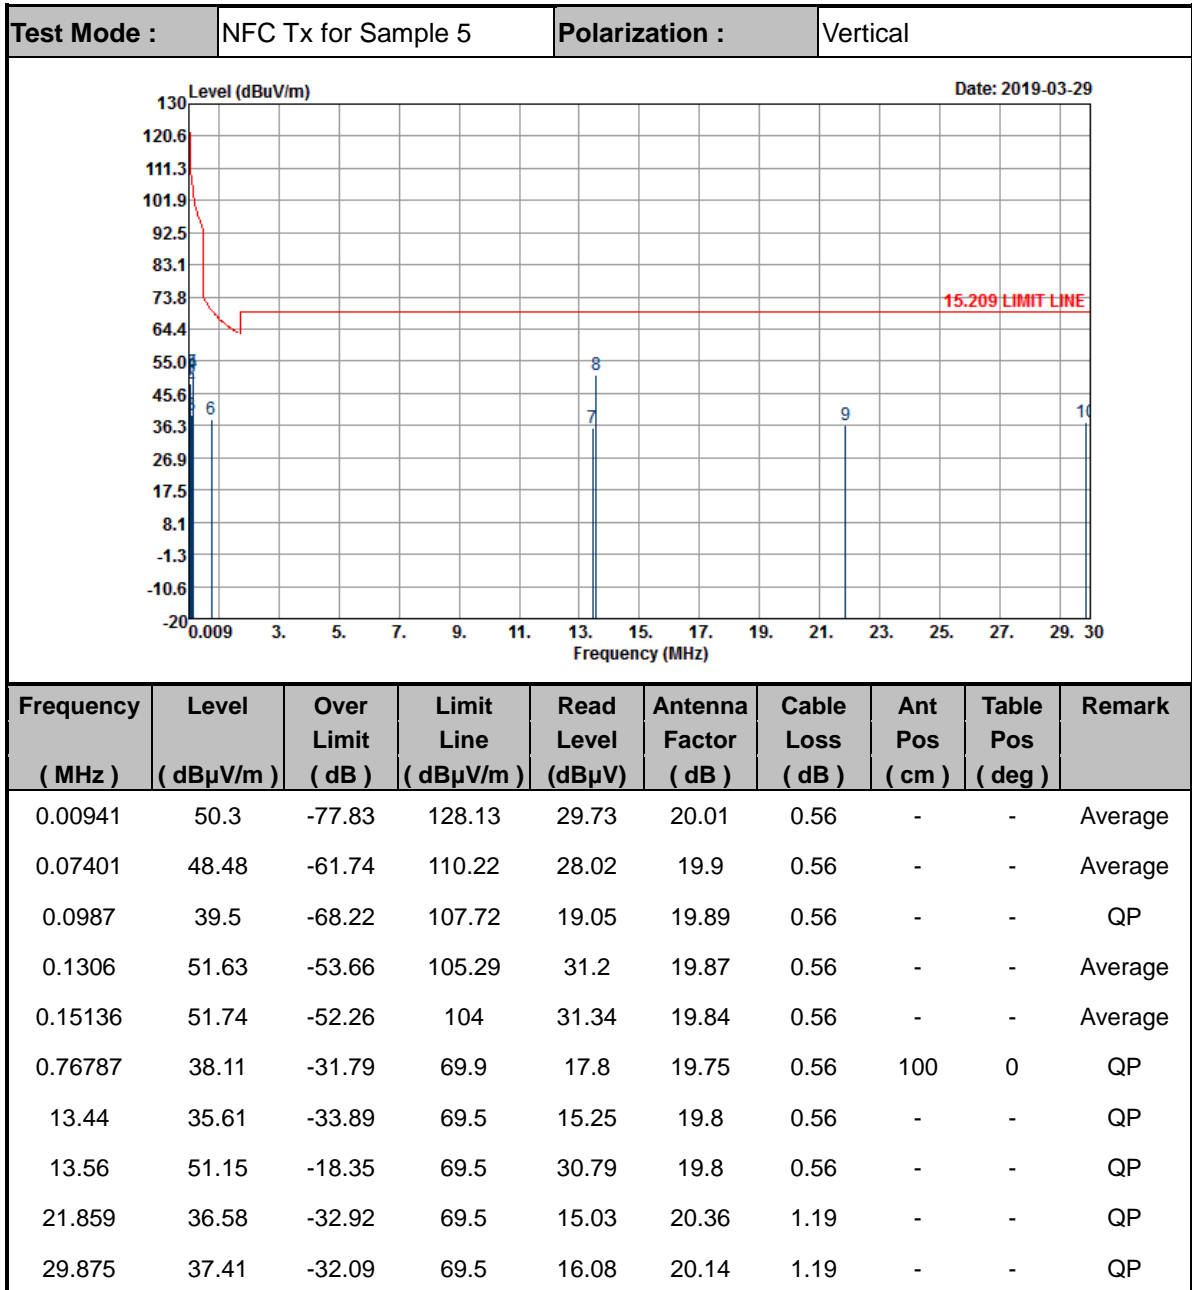 Test Mode : NFC Tx for Sample 5 Polarization : Vertical
Level (dBuV/m) Date: 2019-03-29
130
120.6
111.3
101.9
92.5
83.1
73.8
15.209 LIMIT LINE
64.4
55.0
8
45.6
6
9
10
36.3
7
26.9
17.5
8.1
-1.3
-10.6
-20
0.009 3. 5. 7. 9. 11. 13. 15. 17. 19. 21. 23. 25. 27. 29. 30
Frequency (MHz)
Frequency Level Over Limit Read Antenna Cable Ant Table Remark
Limit Line Level Factor Loss Pos Pos
( MHz ) ( dBµV/m ) ( dB ) ( dBµV/m ) (dBµV) ( dB ) ( dB ) ( cm ) ( deg )
0.00941 50.3 -77.83 128.13 29.73 20.01 0.56 - - Average
0.07401 48.48 -61.74 110.22 28.02 19.9 0.56 - - Average
0.0987 39.5 -68.22 107.72 19.05 19.89 0.56 - - QP
0.1306 51.63 -53.66 105.29 31.2 19.87 0.56 - - Average
0.15136 51.74 -52.26 104 31.34 19.84 0.56 - - Average
0.76787 38.11 -31.79 69.9 17.8 19.75 0.56 100 0 QP
13.44 35.61 -33.89 69.5 15.25 19.8 0.56 - - QP
13.56 51.15 -18.35 69.5 30.79 19.8 0.56 - - QP
21.859 36.58 -32.92 69.5 15.03 20.36 1.19 - - QP
29.875 37.41 -32.09 69.5 16.08 20.14 1.19 - - QP